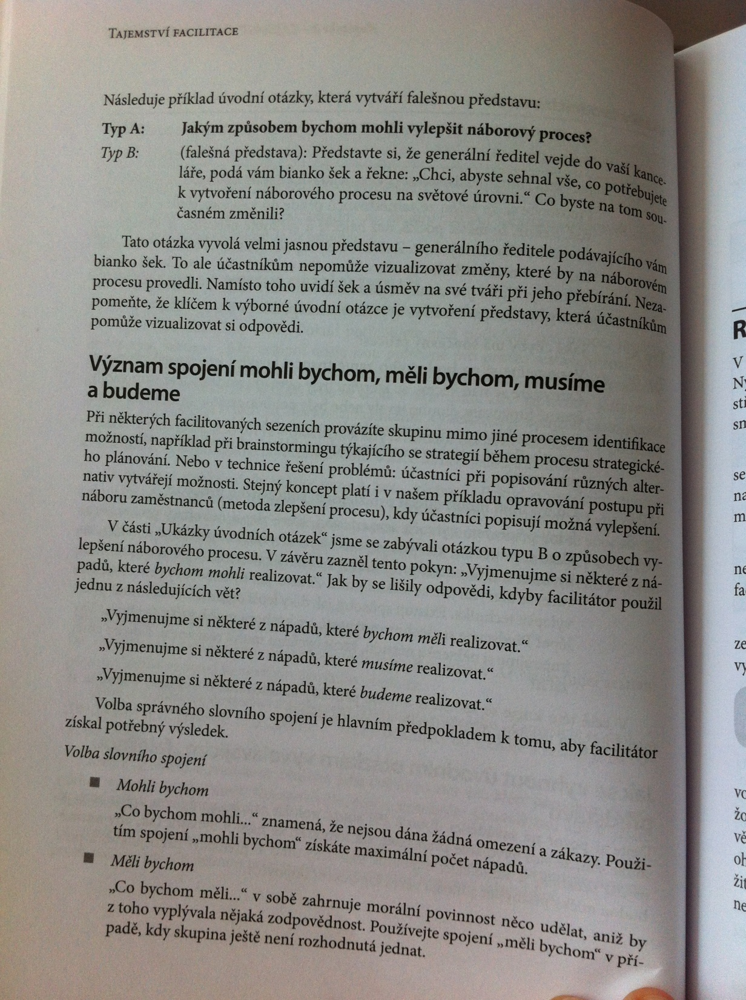 Tajemství facilitace
Následuje příklad úvodní otázky, která vytváří falešnou představu:
Typ A: Jakým způsobem bychom mohli vylepšit náborový proces?
Typ B: (falešná představa): Představte si, že generální ředitel vejde do vaší kance-
láře, podá vám bianko šek a řekne: „Chci, abyste sehnal vše, co potřebujete
k vytvoření náborového procesu na světové úrovni.“ Co byste na tom sou-
časném změnili?
Tato otázka vyvolá velmi jasnou představu – generálního ředitele podávajícího vám
bianko šek. To ale účastníkům nepomůže vizualizovat změny, které by na náborovém
procesu provedli. Namísto toho uvidí šek a úsměv na své tváři při jeho přebírání. Neza-
pomeňte, že klíčem k výborné úvodní otázce je vytvoření představy, která účastníkům
pomůže vizualizovat si odpovědi.
Význam spojení mohli bychom, měli bychom, musíme
a budeme
Při některých facilitovaných sezeních provázíte skupinu mimo jiné procesem identifikace
možností, například při brainstormingu týkajícího se strategií během procesu strategické-
ho plánování. Nebo v technice řešení problémů: účastníci při popisování různých alter-
nativ vytvářejí možnosti. Stejný koncept platí i v našem příkladu opravování postupu při
náboru zaměstnanců (metoda zlepšení procesu), kdy účastníci popisují možná vylepšení.
V části „Ukázky úvodních otázek“ jsme se zabývali otázkou typu B o způsobech vy-
lepšení náborového procesu. V závěru zazněl tento pokyn: „Vyjmenujme si některé z ná-
padů, které bychom mohli realizovat.“ Jak by se lišily odpovědi, kdyby facilitátor použil
jednu z následujících vět?
„Vyjmenujme si některé z nápadů, které bychom měli realizovat.“
„Vyjmenujme si některé z nápadů, které musíme realizovat.“
„Vyjmenujme si některé z nápadů, které budeme realizovat.“
Volba správného slovního spojení je hlavním předpokladem k tomu, aby facilitátor
získal potřebný výsledek.
Volba slovního spojení
■ Mohli bychom
„Co bychom mohli...“ znamená, že nejsou dána žádná omezení a zákazy. Použi-
tím spojení „mohli bychom“ získáte maximální počet nápadů.
■ Měli bychom
„Co bychom měli...“ v sobě zahrnuje morální povinnost něco udělat, aniž by
z toho vyplývala nějaká zodpovědnost. Používejte spojení „měli bychom“ v pří-
padě, kdy skupina ještě není rozhodnutá jednat.